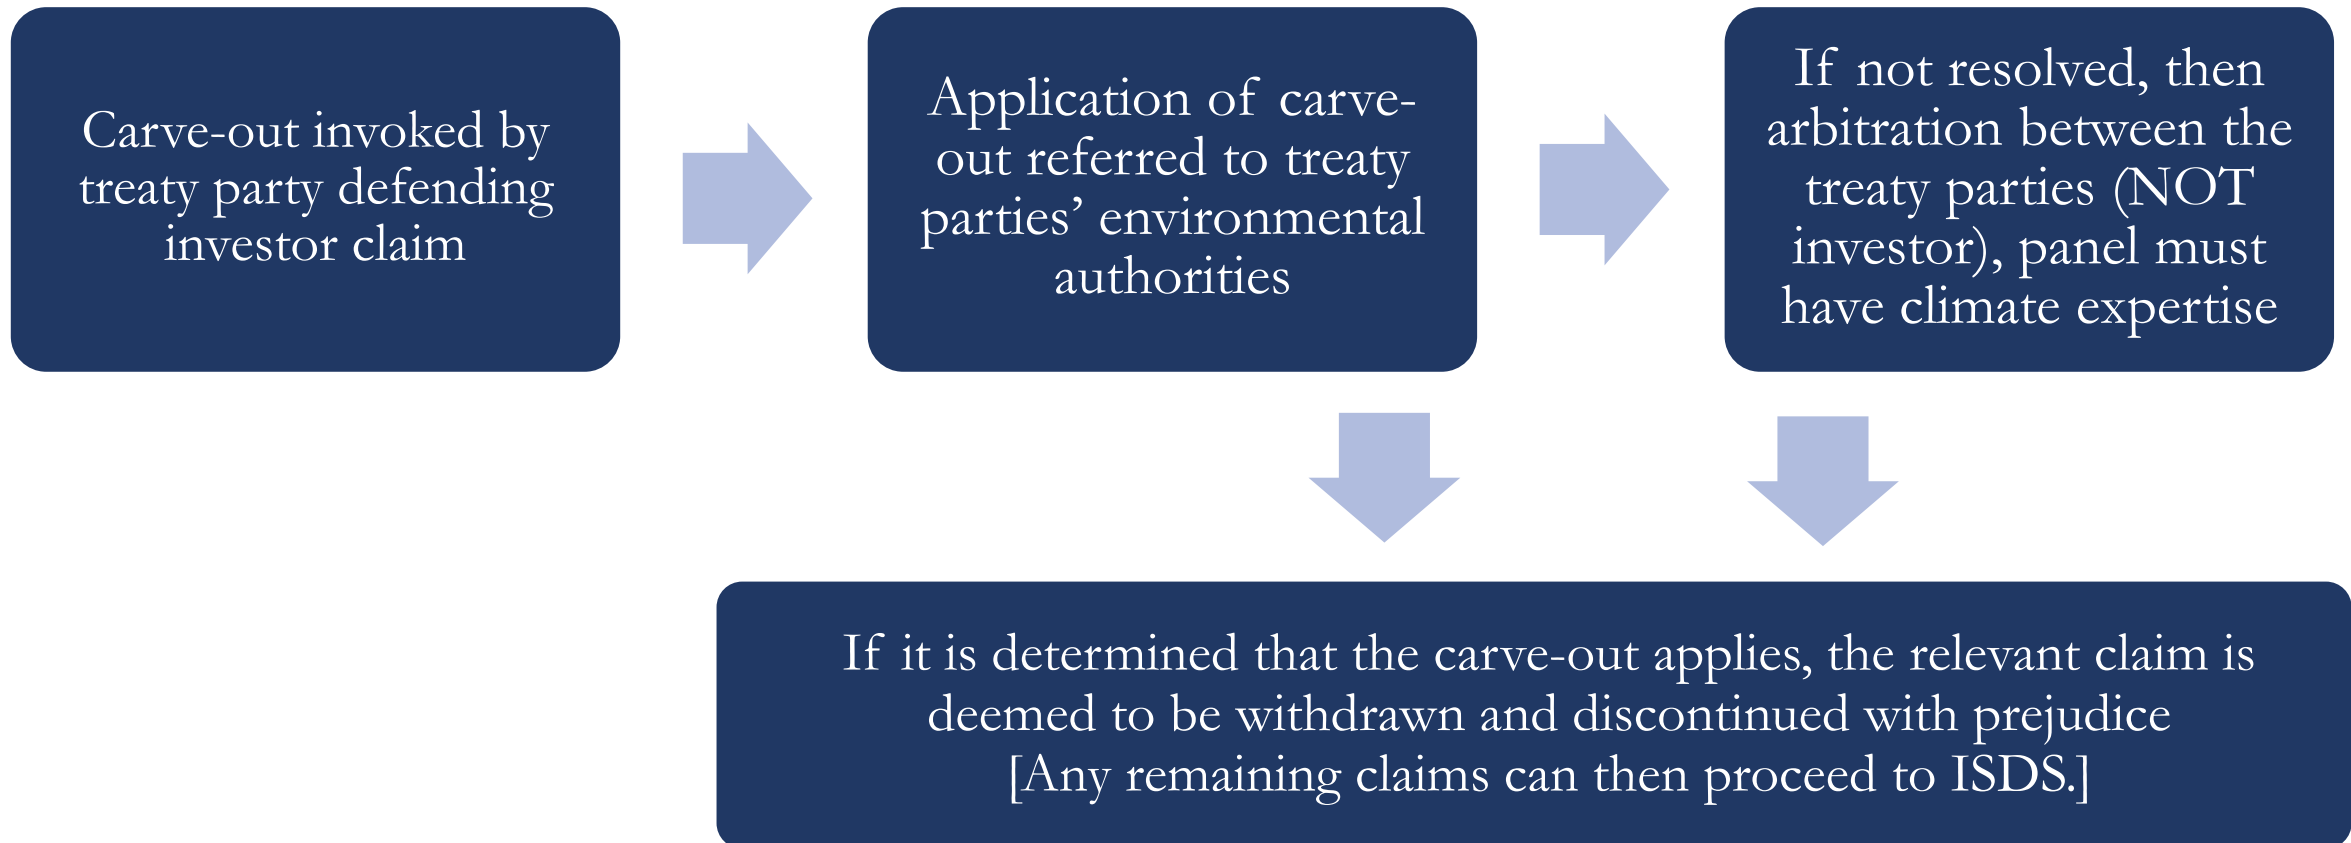 Carve-out invoked by
treaty party defending
investor claim
Application of carve-
out referred to treaty
parties’ environmental
authorities
If not resolved, then
arbitration between the
treaty parties (NOT
investor), panel must
have climate expertise
If it is determined that the carve-out applies, the relevant claim is
deemed to be withdrawn and discontinued with prejudice
[Any remaining claims can then proceed to ISDS.]